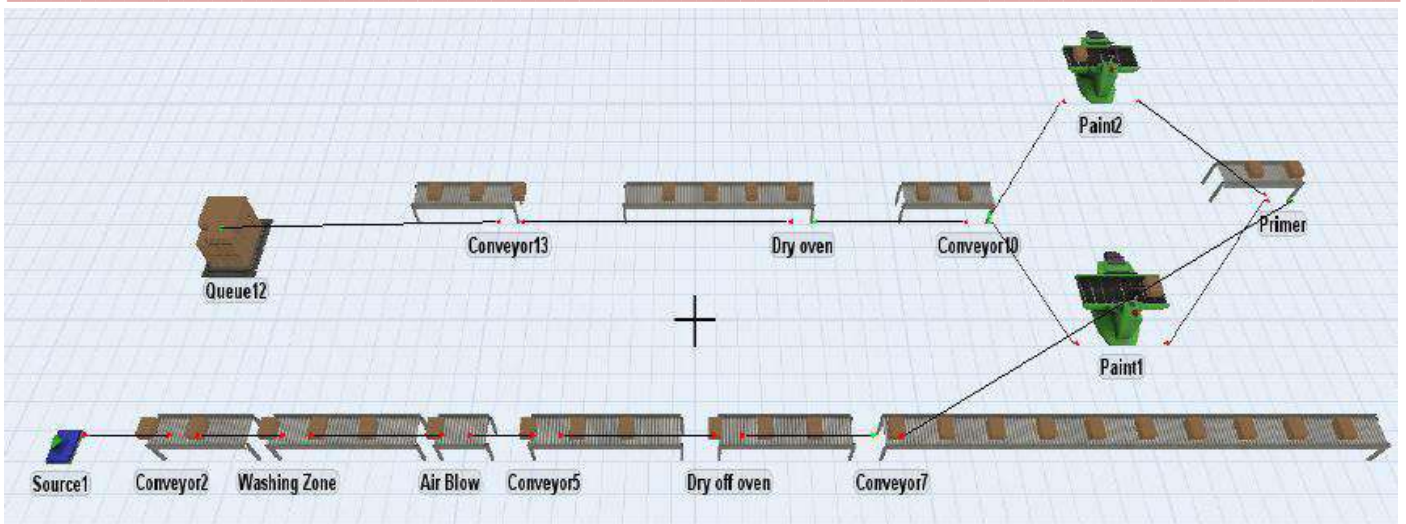 Paint2
Conveyor13
Dry oven
Conveyor10
Primer
Queue12
Paint1
Source1
Conveyor2
Washing Zone
Air Blow
Conveyor5
Dry off oven
Conveyor7